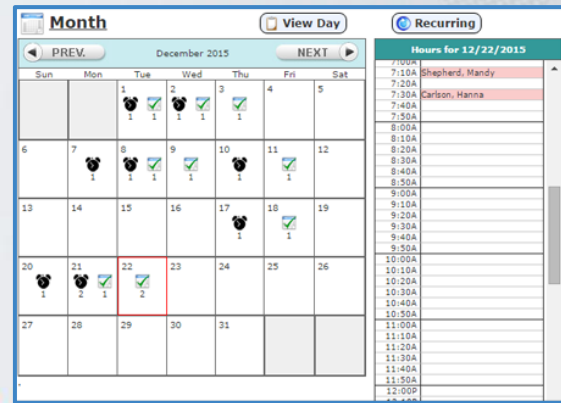 Month
View Day
Recurring
PREV.
December 2015
NEXT
Sun Mon Tue Wed Thu Fri Sat
1 2 3 4 5
1 1 1 1 1
6 7 8 9 10 11 12
1 1 1 1 1 1
13 14 15 16 17 18 19
1 1
20 21 22 23 24 25 26
1 2 1 2
27 28 29 30 31
Hours for 12/22/2015
7:00A
7:10A Shepherd, Mandy
7:20A
7:30A Carlson, Hanna
7:40A
7:50A
8:00A
8:10A
8:20A
8:30A
8:40A
8:50A
9:00A
9:10A
9:20A
9:30A
9:40A
9:50A
10:00A
10:10A
10:20A
10:30A
10:40A
10:50A
11:00A
11:10A
11:20A
11:30A
11:40A
11:50A
12:00P